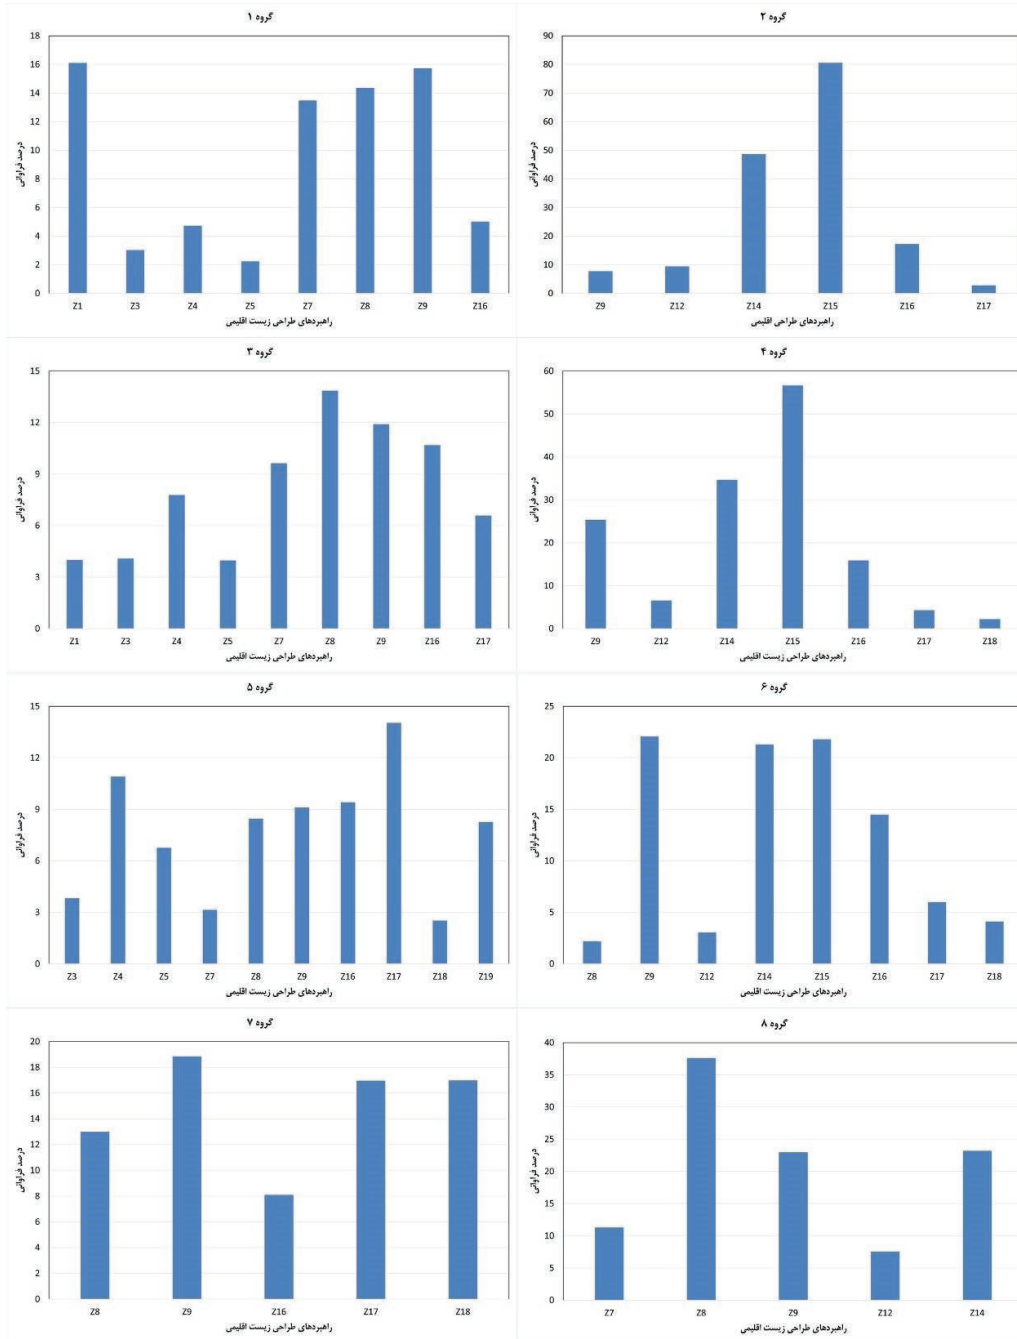 گروه ۱
18
16
14
12
10
8
6
4
2
0
درصد فراوانی
Z1 Z3 Z4 Z5 Z7 Z8 Z9 Z16
راهبردهای طراحی زیست اقلیمی
گروه ۲
90
80
70
60
50
40
30
20
10
0
درصد فراوانی
Z9 Z12 Z14 Z15 Z16 Z17
راهبردهای طراحی اقلیمی
گروه ۳
15
12
9
6
3
0
درصد فراوانی
Z1 Z3 Z4 Z5 Z7 Z8 Z9 Z16 Z17
راهبردهای طراحی زیست اقلیمی
گروه ۴
60
50
40
30
20
10
0
درصد فراوانی
Z9 Z12 Z14 Z15 Z16 Z17 Z18
راهبردهای طراحی زیست اقلیمی
گروه ۵
15
12
9
6
3
0
درصد فراوانی
Z3 Z4 Z5 Z7 Z8 Z9 Z16 Z17 Z18 Z19
راهبردهای طراحی زیست اقلیمی
گروه ۶
25
20
15
10
5
0
درصد فراوانی
Z8 Z9 Z12 Z14 Z15 Z16 Z17 Z18
راهبردهای طراحی زیست اقلیمی
گروه ۷
20
18
16
14
12
10
8
6
4
2
0
درصد فراوانی
Z8 Z9 Z16 Z17 Z18
راهبردهای طراحی زیست اقلیمی
گروه ۸
40
35
30
25
20
15
10
5
0
درصد فراوانی
Z7 Z8 Z9 Z12 Z14
راهبردهای طراحی زیست اقلیمی